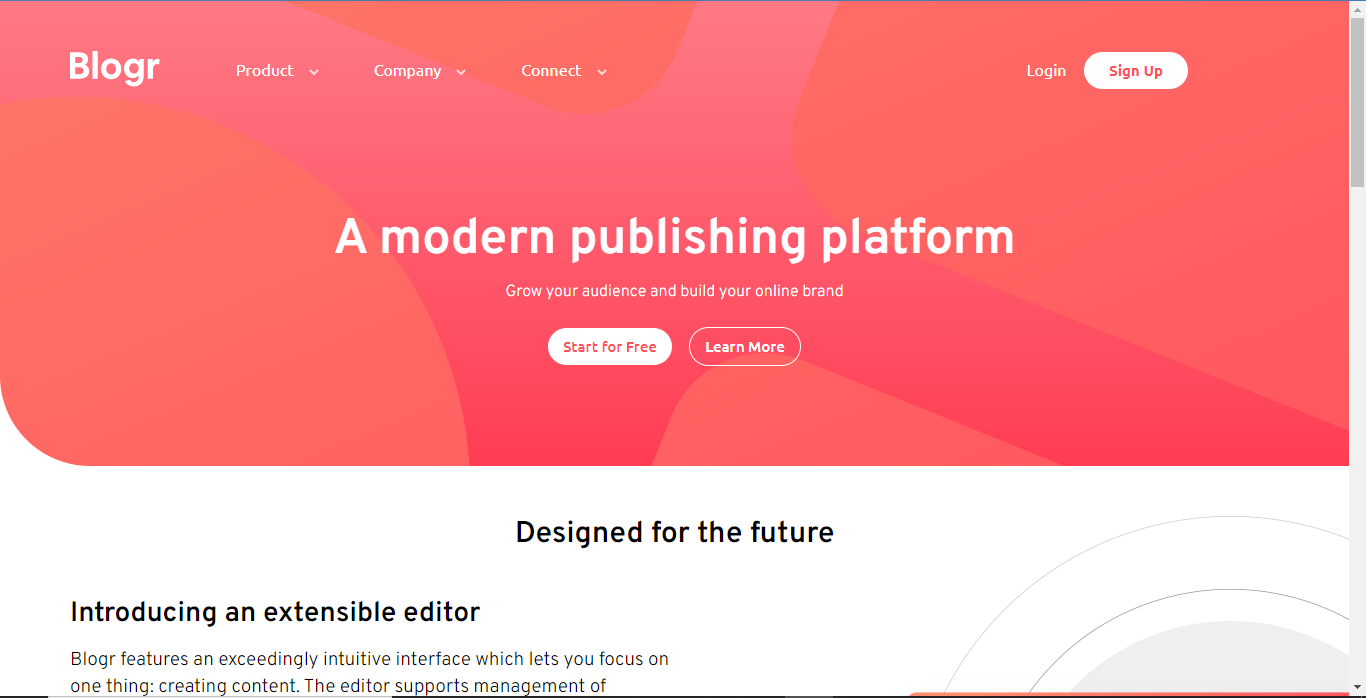 Blogr Product Company Connect Login Sign Up
A modern publishing platform
Grow your audience and build your online brand
Start for Free Learn More
Designed for the future
Introducing an extensible editor
Blogr features an exceedingly intuitive interface which lets you focus on
one thing: creating content. The editor supports management of